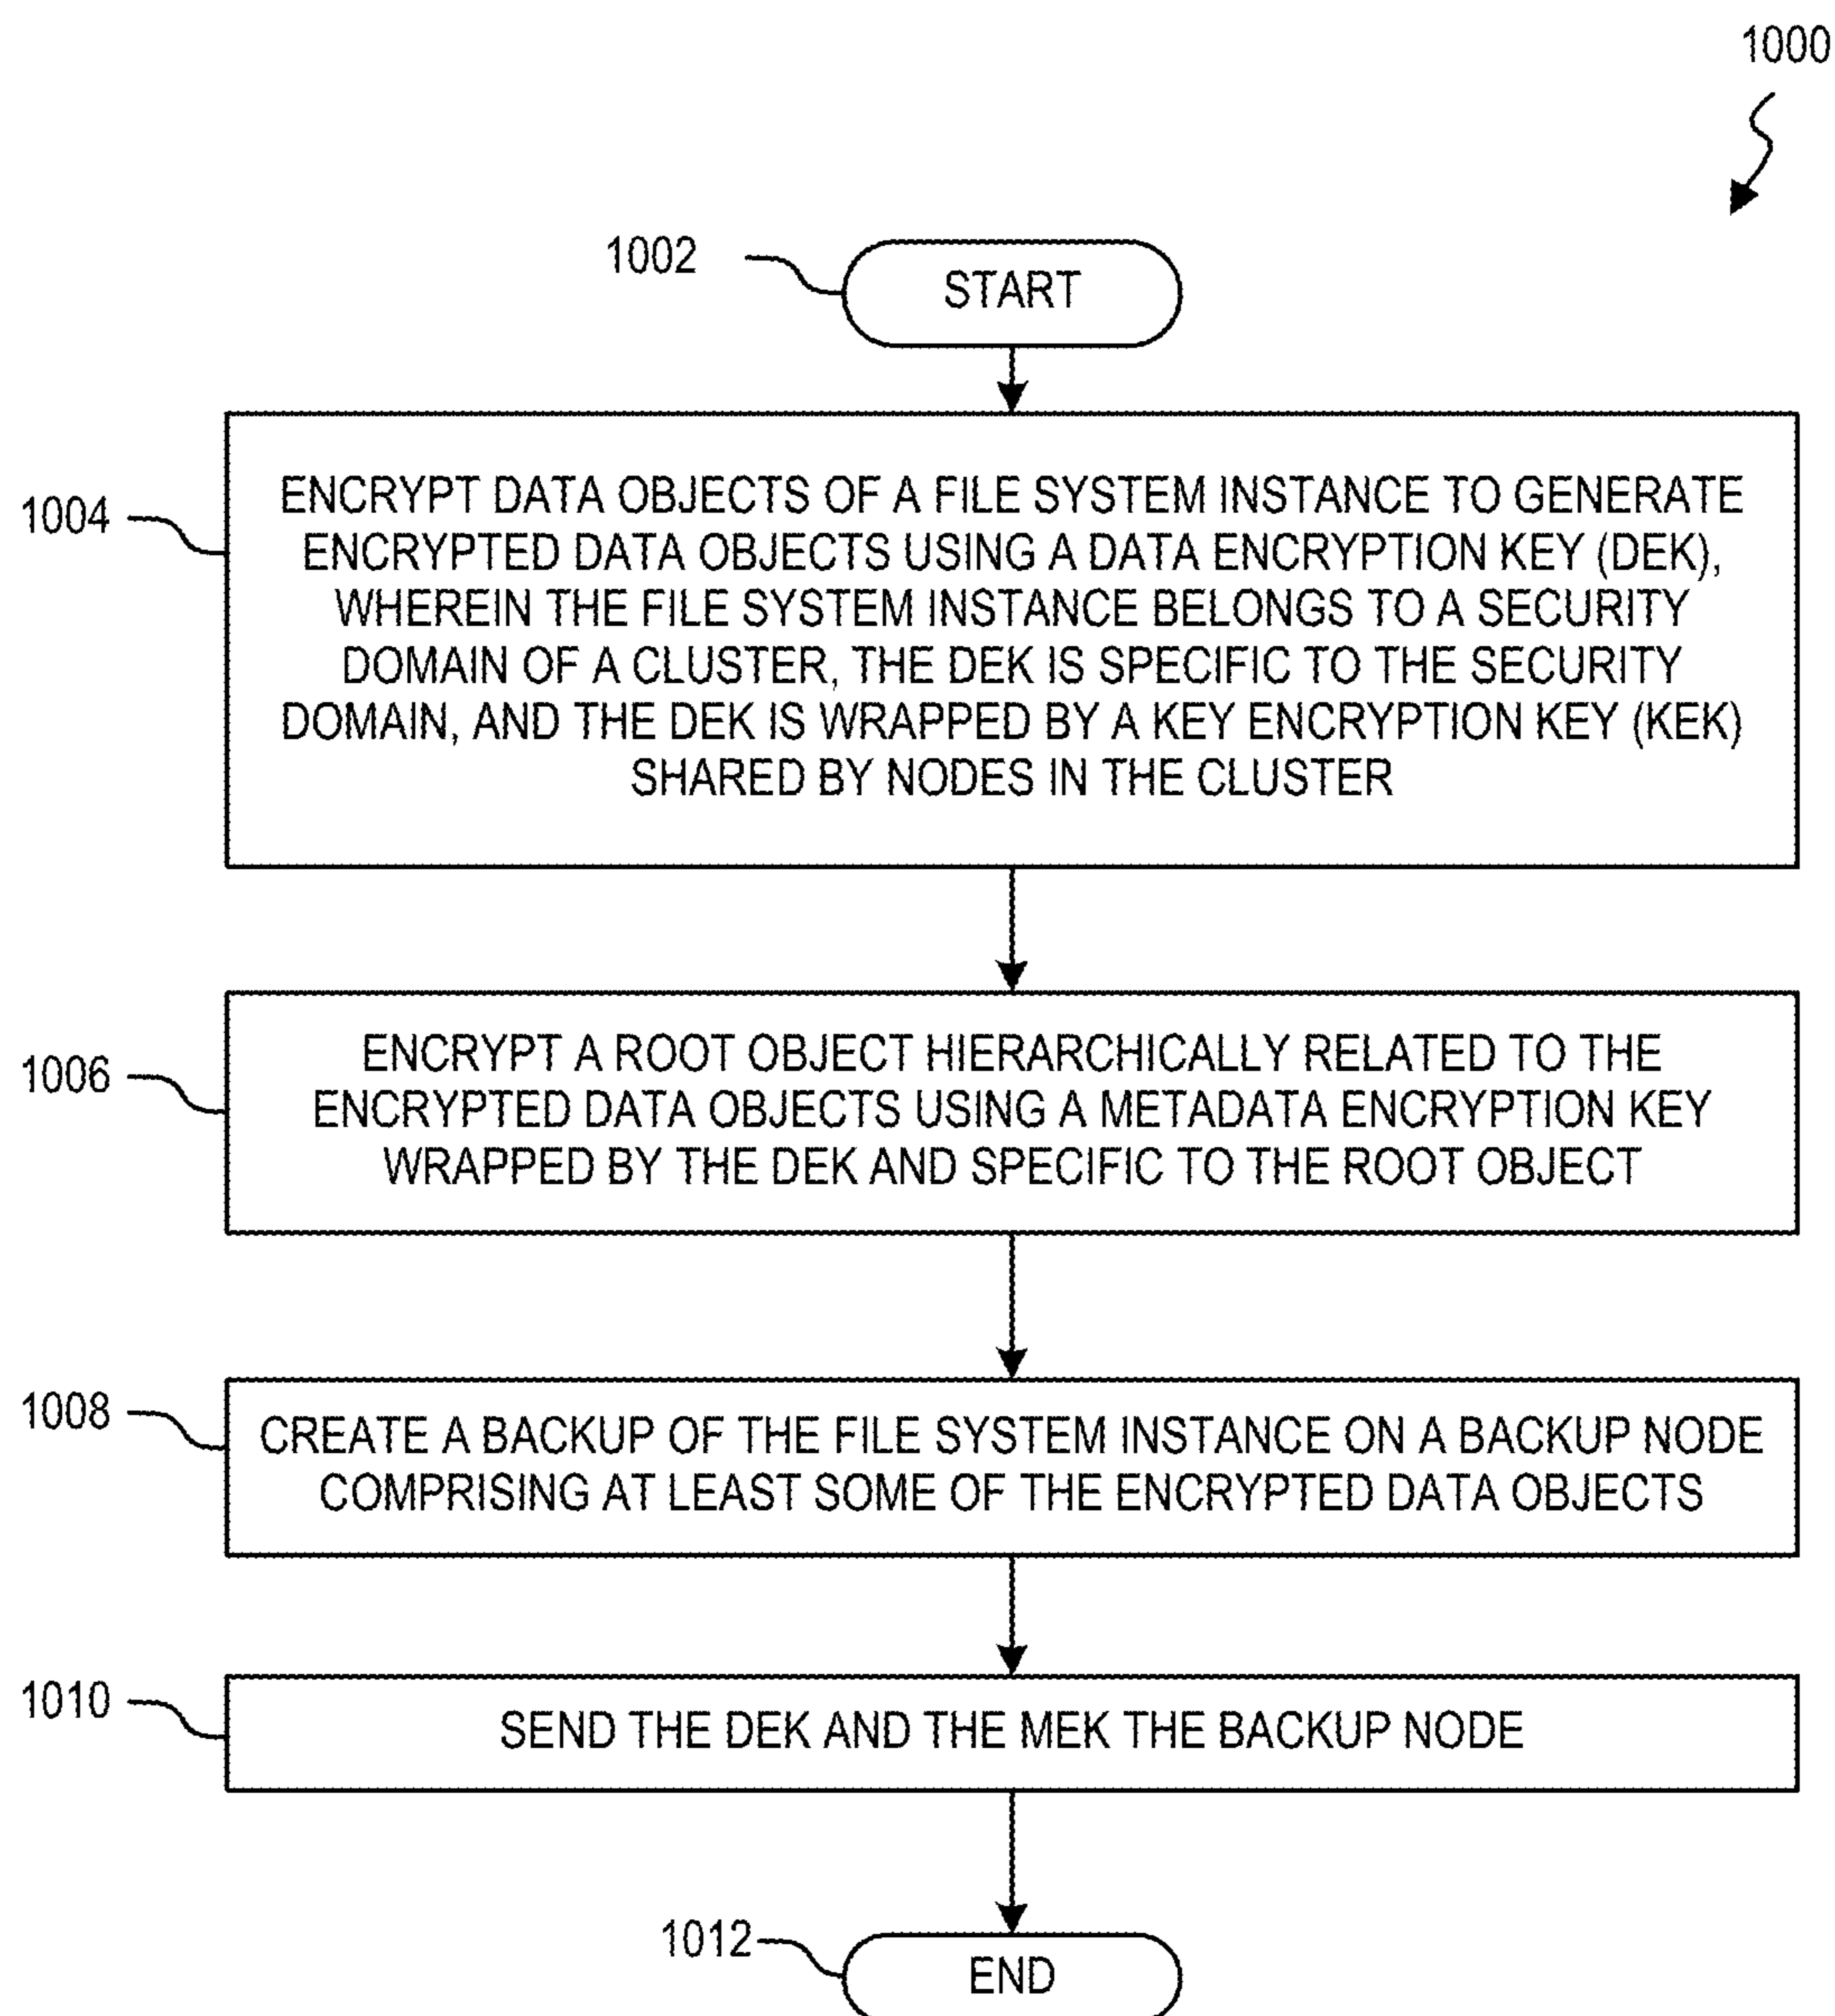 1000
1002
START
1004
ENCRYPT DATA OBJECTS OF A FILE SYSTEM INSTANCE TO GENERATE
ENCRYPTED DATA OBJECTS USING A DATA ENCRYPTION KEY (DEK),
WHEREIN THE FILE SYSTEM INSTANCE BELONGS TO A SECURITY
DOMAIN OF A CLUSTER, THE DEK IS SPECIFIC TO THE SECURITY
DOMAIN, AND THE DEK IS WRAPPED BY A KEY ENCRYPTION KEY (KEK)
SHARED BY NODES IN THE CLUSTER
1006
ENCRYPT A ROOT OBJECT HIERARCHICALLY RELATED TO THE
ENCRYPTED DATA OBJECTS USING A METADATA ENCRYPTION KEY
WRAPPED BY THE DEK AND SPECIFIC TO THE ROOT OBJECT
1008
CREATE A BACKUP OF THE FILE SYSTEM INSTANCE ON A BACKUP NODE
COMPRISING AT LEAST SOME OF THE ENCRYPTED DATA OBJECTS
1010
SEND THE DEK AND THE MEK THE BACKUP NODE
1012
END